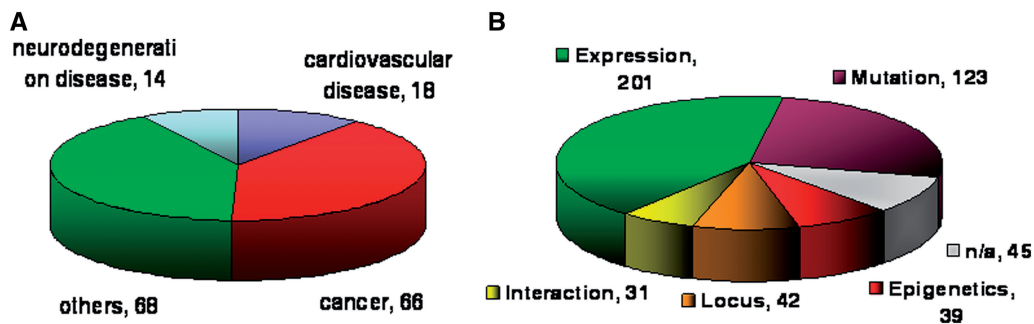 A
neurodegenerati
on disease, 14
cardiovascular
disease, 18
others, 68
cancer, 66
B
Expression,
201
Mutation, 123
n/a, 45
Interaction, 31
Locus, 42
Epigenetics,
39